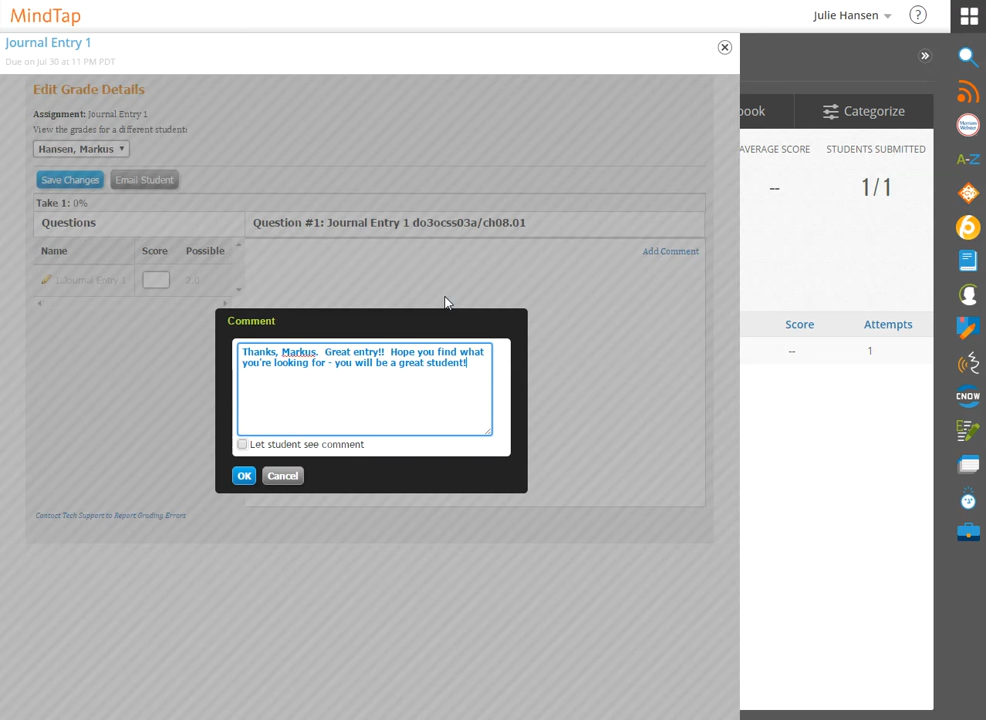 MindTap
Julie Hansen
?
Journal Entry 1
Due on Jul 30 at 11 PM PDT
Edit Grade Details
Assignment: Journal Entry 1
View the grades for a different student:
Hansen, Markus
Save Changes
Email Student
Take 1: 0%
Questions
Question #1: Journal Entry 1 do3ocss03a/ch08.01
Name Score Possible
Add Comment
1.Journal Entry 1 2.0
Comment
Thanks, Markus. Great entry!! Hope you find what
you're looking for - you will be a great student!
Let student see comment
OK
Cancel
Contact Tech Support to Report Grading Errors
book
Categorize
AVERAGE SCORE STUDENTS SUBMITTED
-- 1/1
Score Attempts
-- 1
Merriam
Webster
A-Z
CNOW